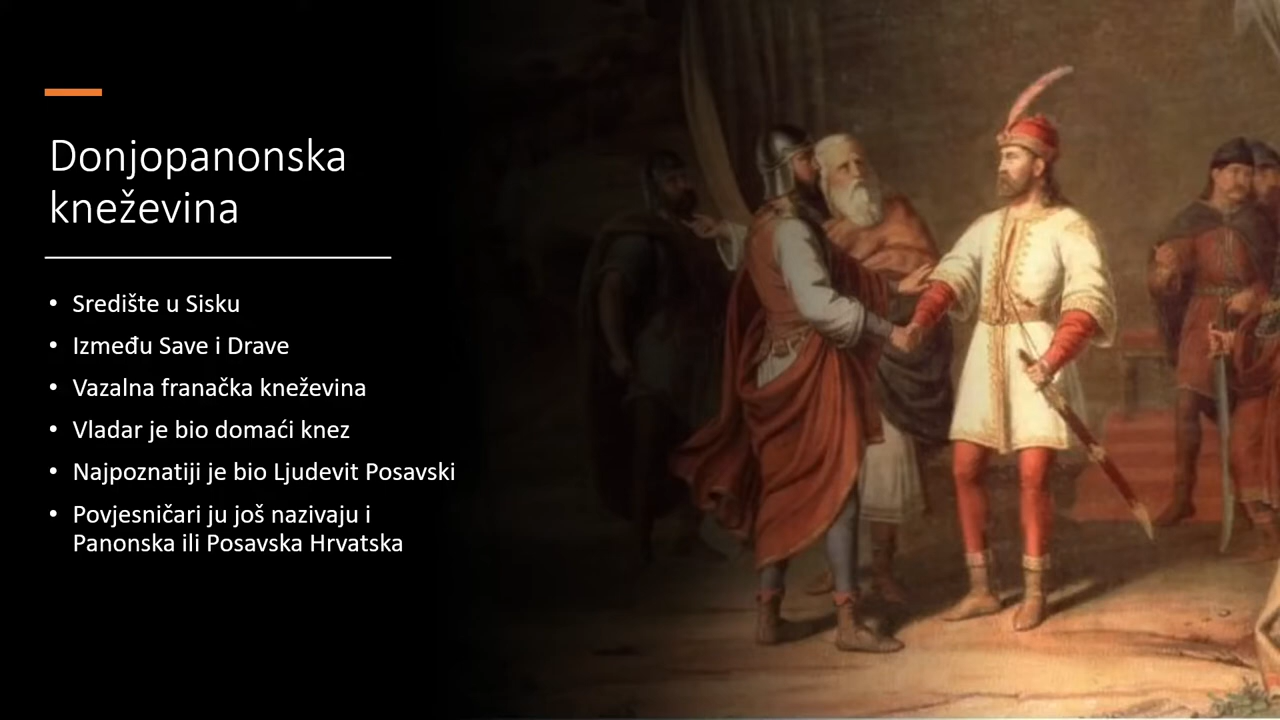 Donjopanonska
kneževina
• Središte u Sisku
• Između Save i Drave
• Vazalna franačka kneževina
• Vladar je bio domaći knez
• Najpoznatiji je bio Ljudevit Posavski
• Povjesničari ju još nazivaju i
Panonska ili Posavska Hrvatska